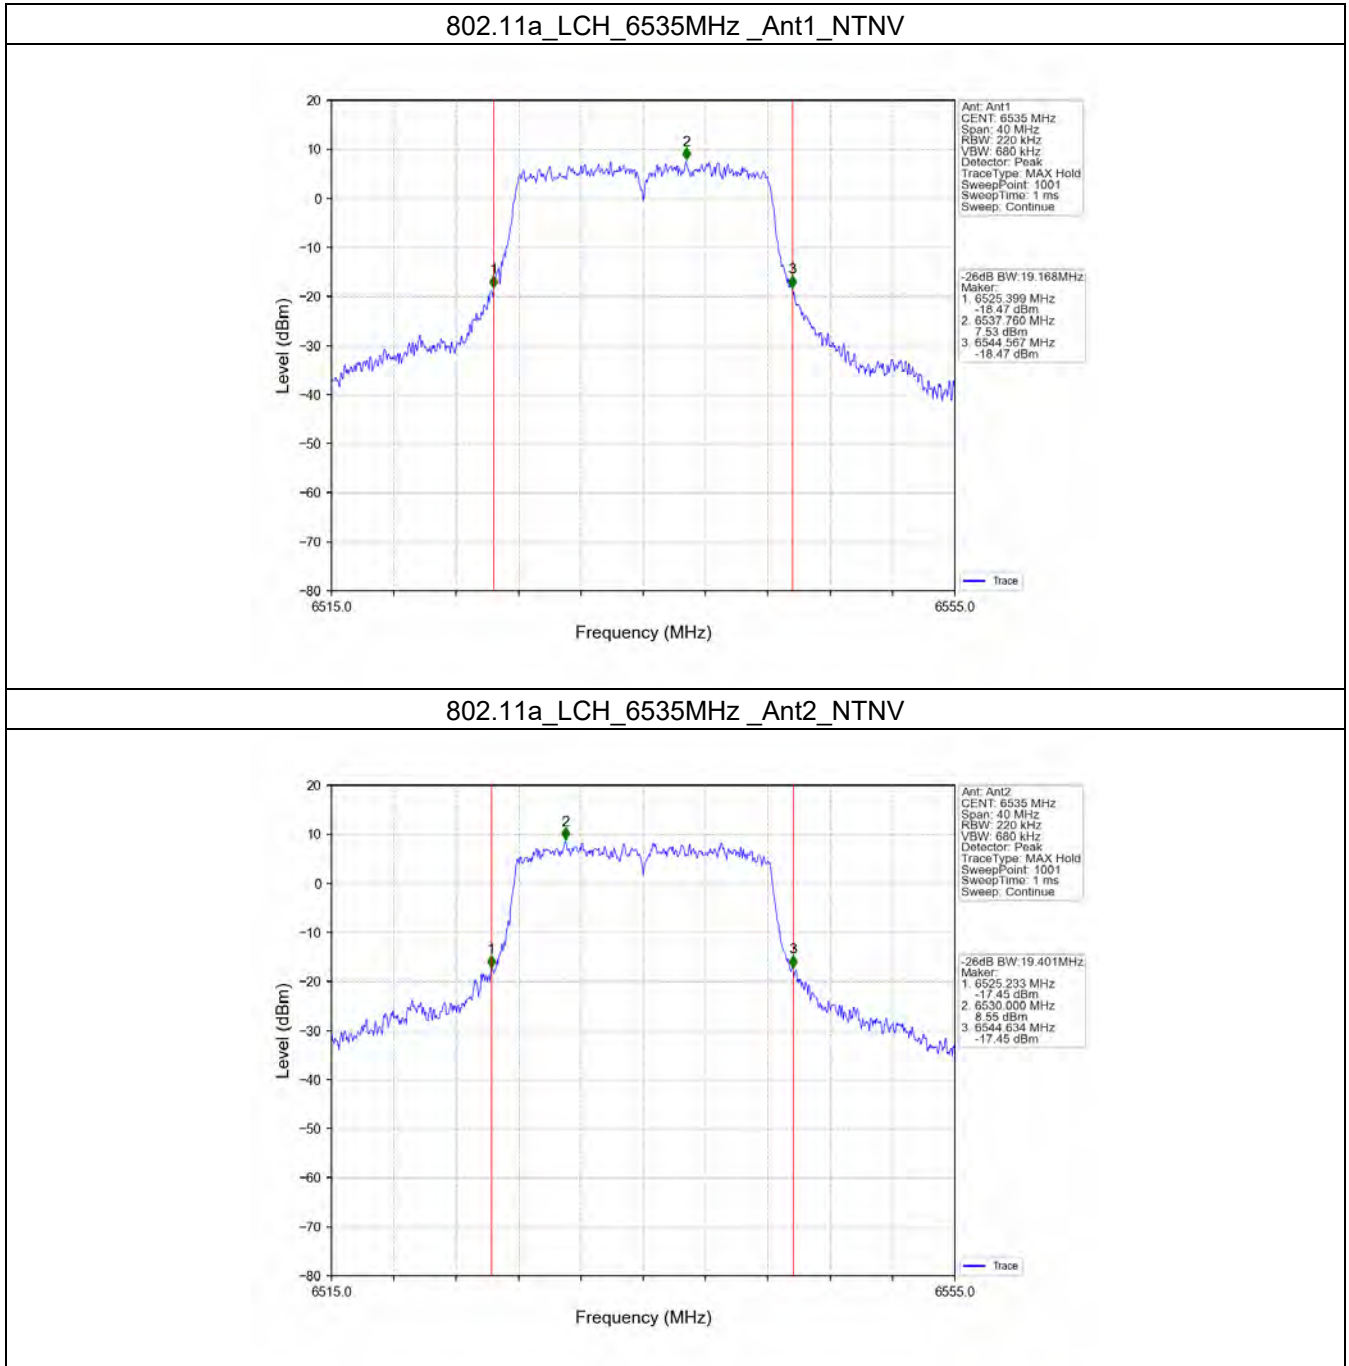 802.11a_LCH_6535MHz _Ant1_NTNV
20
10
0
−10
−20
−30
−40
−50
−60
−70
−80
Level (dBm)
1
2
3
6515.0
6555.0
Frequency (MHz)
Ant: Ant1
CENT: 6535 MHz
Span: 40 MHz
RBW: 220 kHz
VBW: 680 kHz
Detector: Peak
TraceType: MAX Hold
SweepPoint: 1001
SweepTime: 1 ms
Sweep: Continue
-26dB BW:19.168MHz
Maker:
1. 6525.399 MHz
-18.47 dBm
2. 6537.760 MHz
7.53 dBm
3. 6544.567 MHz
-18.47 dBm
Trace
802.11a_LCH_6535MHz _Ant2_NTNV
20
10
0
−10
−20
−30
−40
−50
−60
−70
−80
Level (dBm)
1
2
3
6515.0
6555.0
Frequency (MHz)
Ant: Ant2
CENT: 6535 MHz
Span: 40 MHz
RBW: 220 kHz
VBW: 680 kHz
Detector: Peak
TraceType: MAX Hold
SweepPoint: 1001
SweepTime: 1 ms
Sweep: Continue
-26dB BW:19.401MHz
Maker:
1. 6525.233 MHz
-17.45 dBm
2. 6530.000 MHz
8.55 dBm
3. 6544.634 MHz
-17.45 dBm
Trace